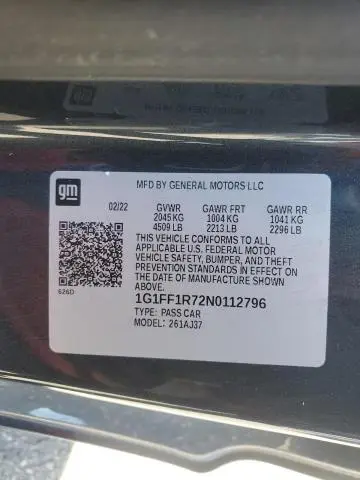 gm
MFD BY GENERAL MOTORS LLC
02/22 GVWR GAWR FRT GAWR RR
2045 KG 1004 KG 1041 KG
4509 LB 2213 LB 2296 LB
THIS VEHICLE CONFORMS TO ALL
APPLICABLE U.S. FEDERAL MOTOR
VEHICLE SAFETY, BUMPER, AND THEFT
PREVENTION STANDARDS IN EFFECT ON
THE DATE OF MANUFACTURE SHOWN
ABOVE.
626D
1G1FF1R72N0112796
TYPE: PASS CAR
MODEL: 261AJ37